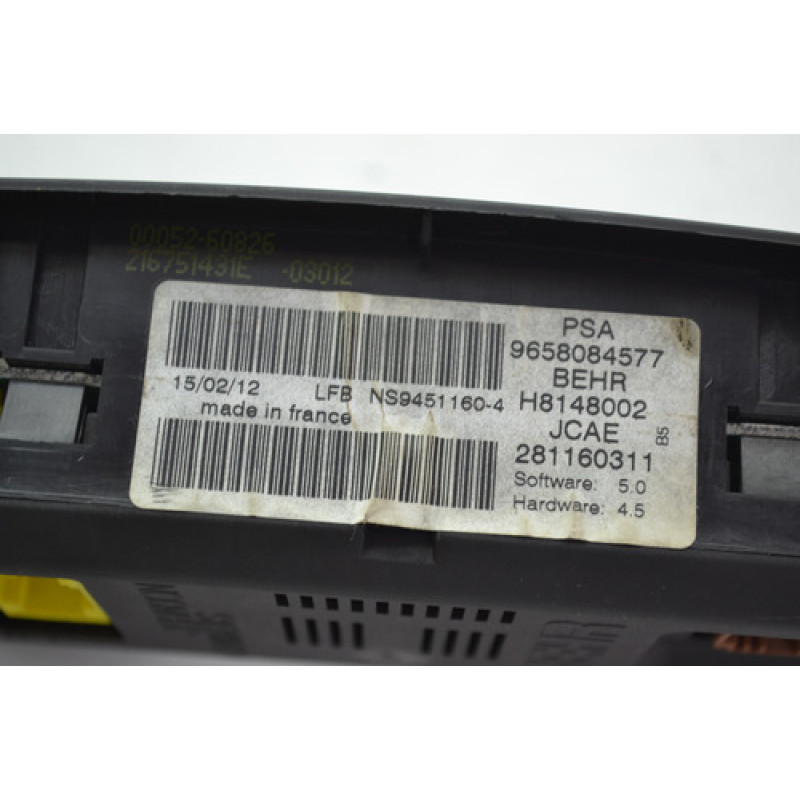 00052-60826
216751431E -03012
PSA
9658084577
BEHR
15/02/12 LFB NS9451160-4 H8148002
made in france
JCAE
B5
281160311
Software: 5.0
Hardware: 4.5